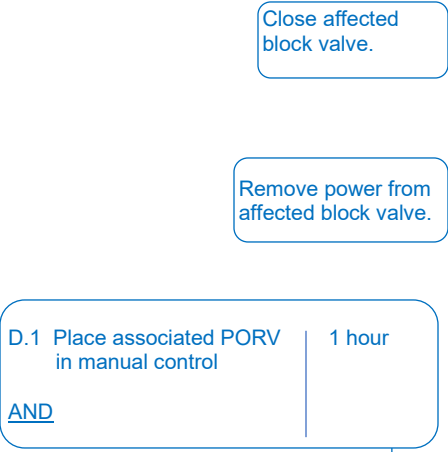 Close affected
block valve.
Remove power from
affected block valve.
D.1 Place associated PORV 1 hour
in manual control
AND